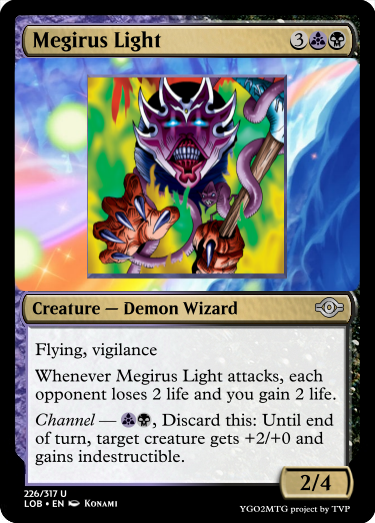 Megirus Light 3
Creature — Demon Wizard
Flying, vigilance
Whenever Megirus Light attacks, each
opponent loses 2 life and you gain 2 life.
Channel — , Discard this: Until end
of turn, target creature gets +2/+0 and
gains indestructible.
2/4
226/317 U
LOB • EN Konami
YGO2MTG project by TVP